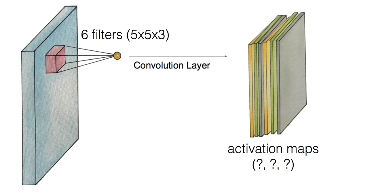 6 filters (5x5x3)
Convolution Layer
activation maps
(?, ?, ?)